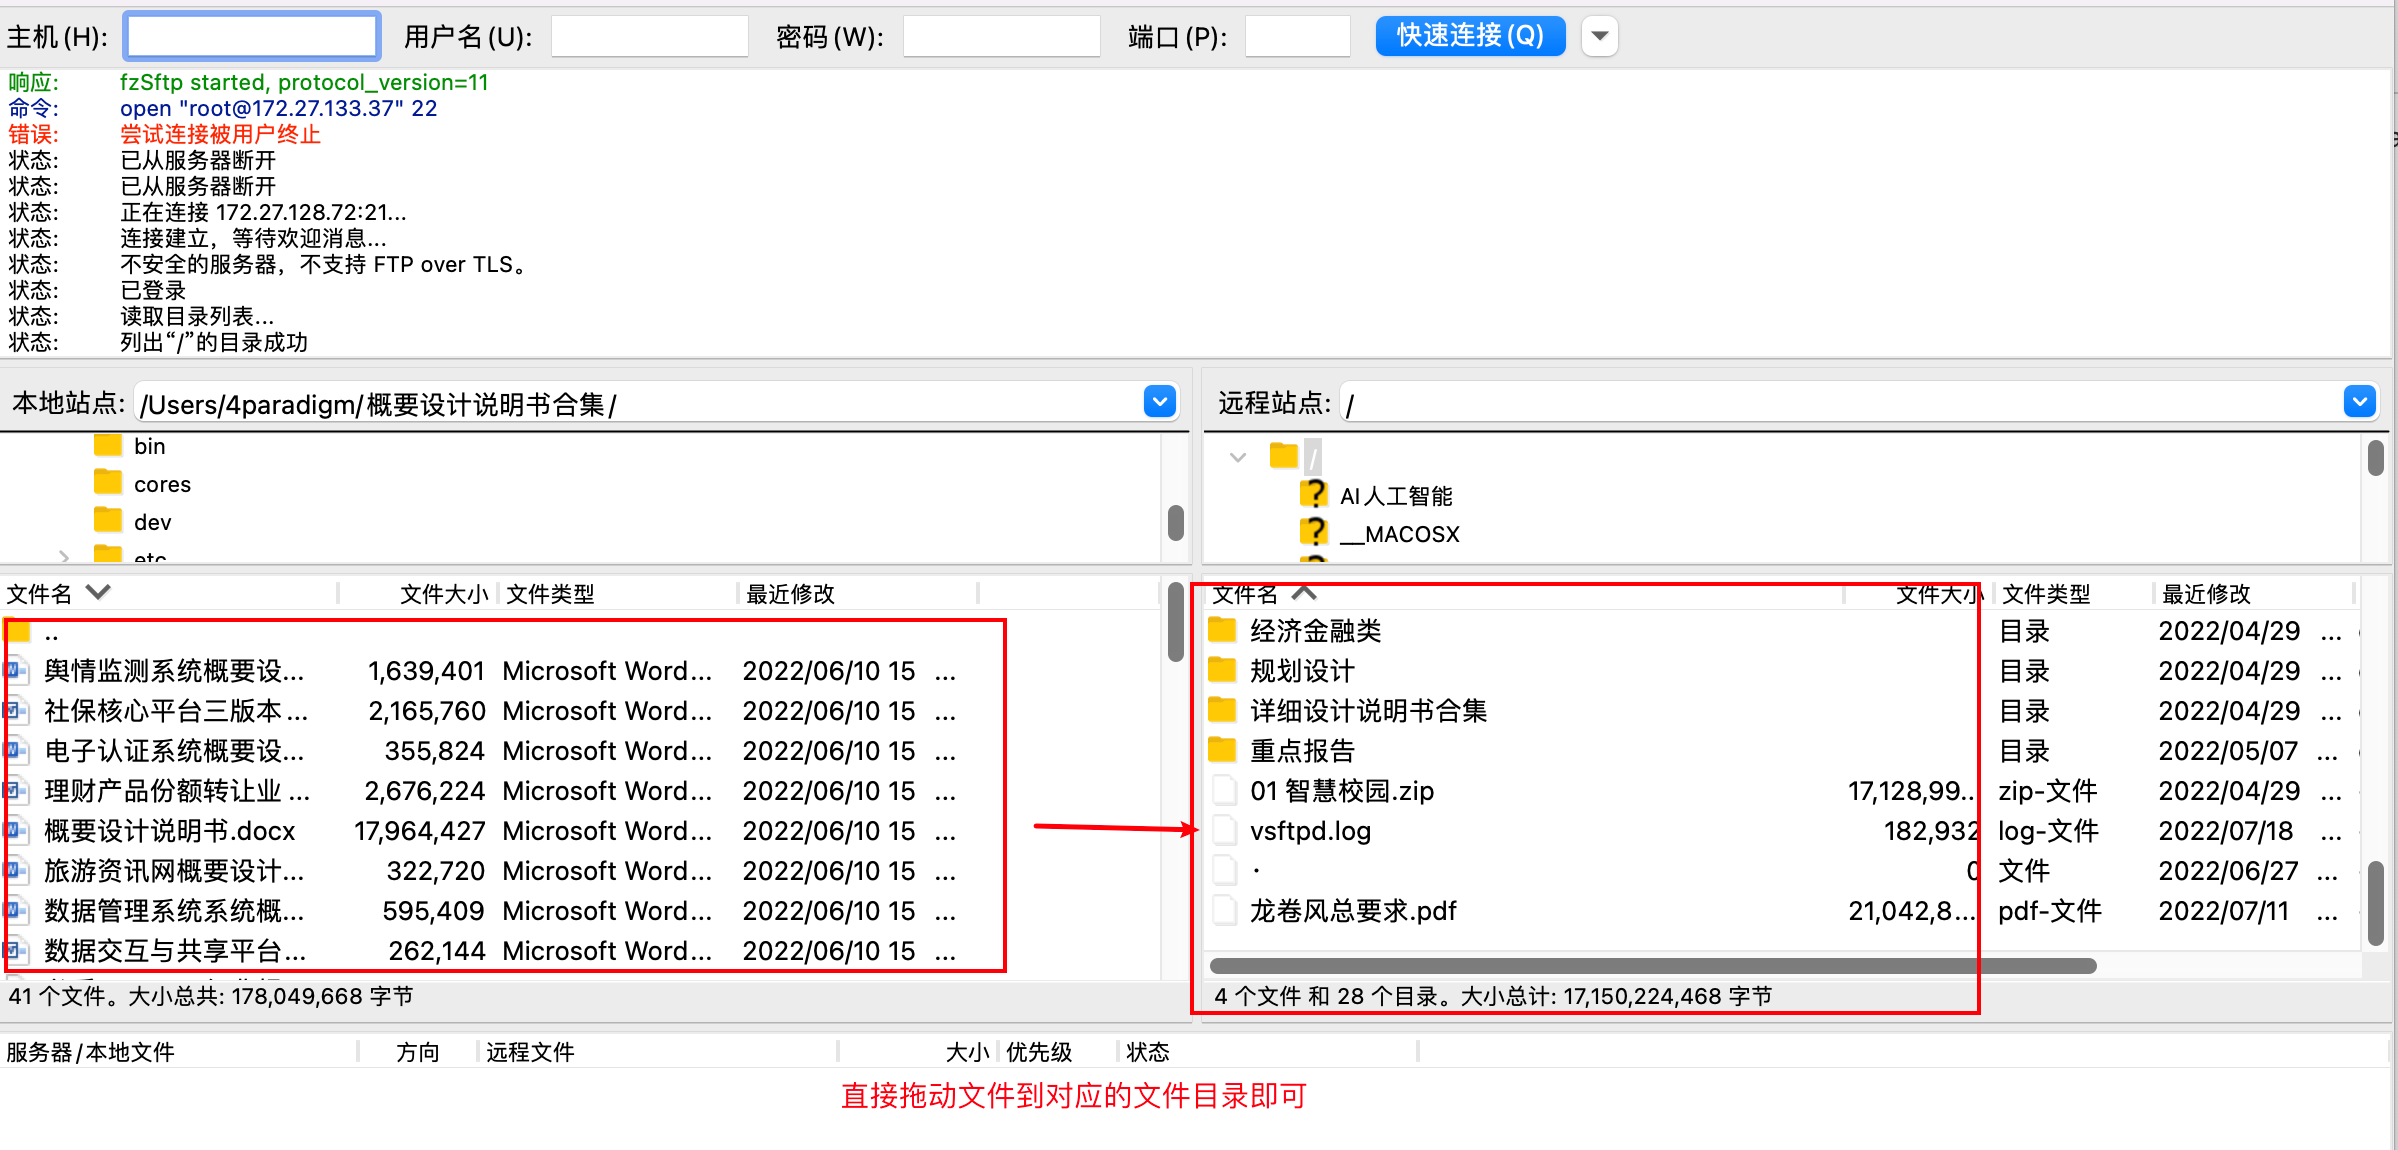 主机(H): 用户名(U): 密码(W): 端口(P): 快速连接(Q)
响应: fzSftp started, protocol_version=11
命令: open "root@172.27.133.37" 22
错误: 尝试连接被用户终止
状态: 已从服务器断开
状态: 已从服务器断开
状态: 正在连接 172.27.128.72:21...
状态: 连接建立，等待欢迎消息...
状态: 不安全的服务器，不支持 FTP over TLS。
状态: 已登录
状态: 读取目录列表...
状态: 列出“/”的目录成功
本地站点: /Users/4paradigm/概要设计说明书合集/
bin
cores
dev
etc
远程站点: /
/
AI人工智能
__MACOSX
文件名 文件大小 文件类型 最近修改
..
舆情监测系统概要设... 1,639,401 Microsoft Word... 2022/06/10 15 ...
社保核心平台三版本... 2,165,760 Microsoft Word... 2022/06/10 15 ...
电子认证系统概要设... 355,824 Microsoft Word... 2022/06/10 15 ...
理财产品份额转让业... 2,676,224 Microsoft Word... 2022/06/10 15 ...
概要设计说明书.docx 17,964,427 Microsoft Word... 2022/06/10 15 ...
旅游资讯网概要设计... 322,720 Microsoft Word... 2022/06/10 15 ...
数据管理系统系统概... 595,409 Microsoft Word... 2022/06/10 15 ...
数据交互与共享平台... 262,144 Microsoft Word... 2022/06/10 15 ...
41 个文件。大小总共: 178,049,668 字节
文件名 文件大小 文件类型 最近修改
经济金融类 目录 2022/04/29 ...
规划设计 目录 2022/04/29 ...
详细设计说明书合集 目录 2022/04/29 ...
重点报告 目录 2022/05/07 ...
01 智慧校园.zip 17,128,99... zip-文件 2022/04/29 ...
vsftpd.log 182,932 log-文件 2022/07/18 ...
· 0 文件 2022/06/27 ...
龙卷风总要求.pdf 21,042,8... pdf-文件 2022/07/11 ...
4 个文件 和 28 个目录。大小总计: 17,150,224,468 字节
服务器/本地文件 方向 远程文件 大小 优先级 状态
直接拖动文件到对应的文件目录即可